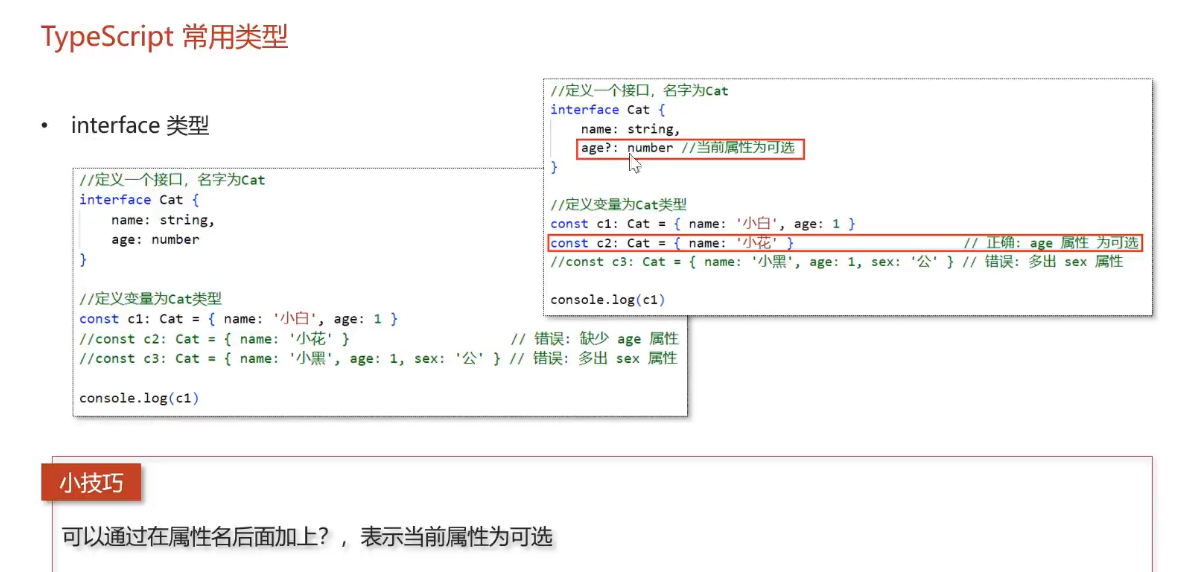 TypeScript 常用类型
• interface 类型
//定义一个接口，名字为Cat
interface Cat {
name: string,
age: number
}
//定义变量为Cat类型
const c1: Cat = { name: '小白', age: 1 }
//const c2: Cat = { name: '小花' } // 错误: 缺少 age 属性
//const c3: Cat = { name: '小黑', age: 1, sex: '公' } // 错误: 多出 sex 属性
console.log(c1)
//定义一个接口，名字为Cat
interface Cat {
name: string,
age?: number //当前属性为可选
}
//定义变量为Cat类型
const c1: Cat = { name: '小白', age: 1 }
const c2: Cat = { name: '小花' } // 正确: age 属性 为可选
//const c3: Cat = { name: '小黑', age: 1, sex: '公' } // 错误: 多出 sex 属性
console.log(c1)
小技巧
可以通过在属性名后面加上？，表示当前属性为可选